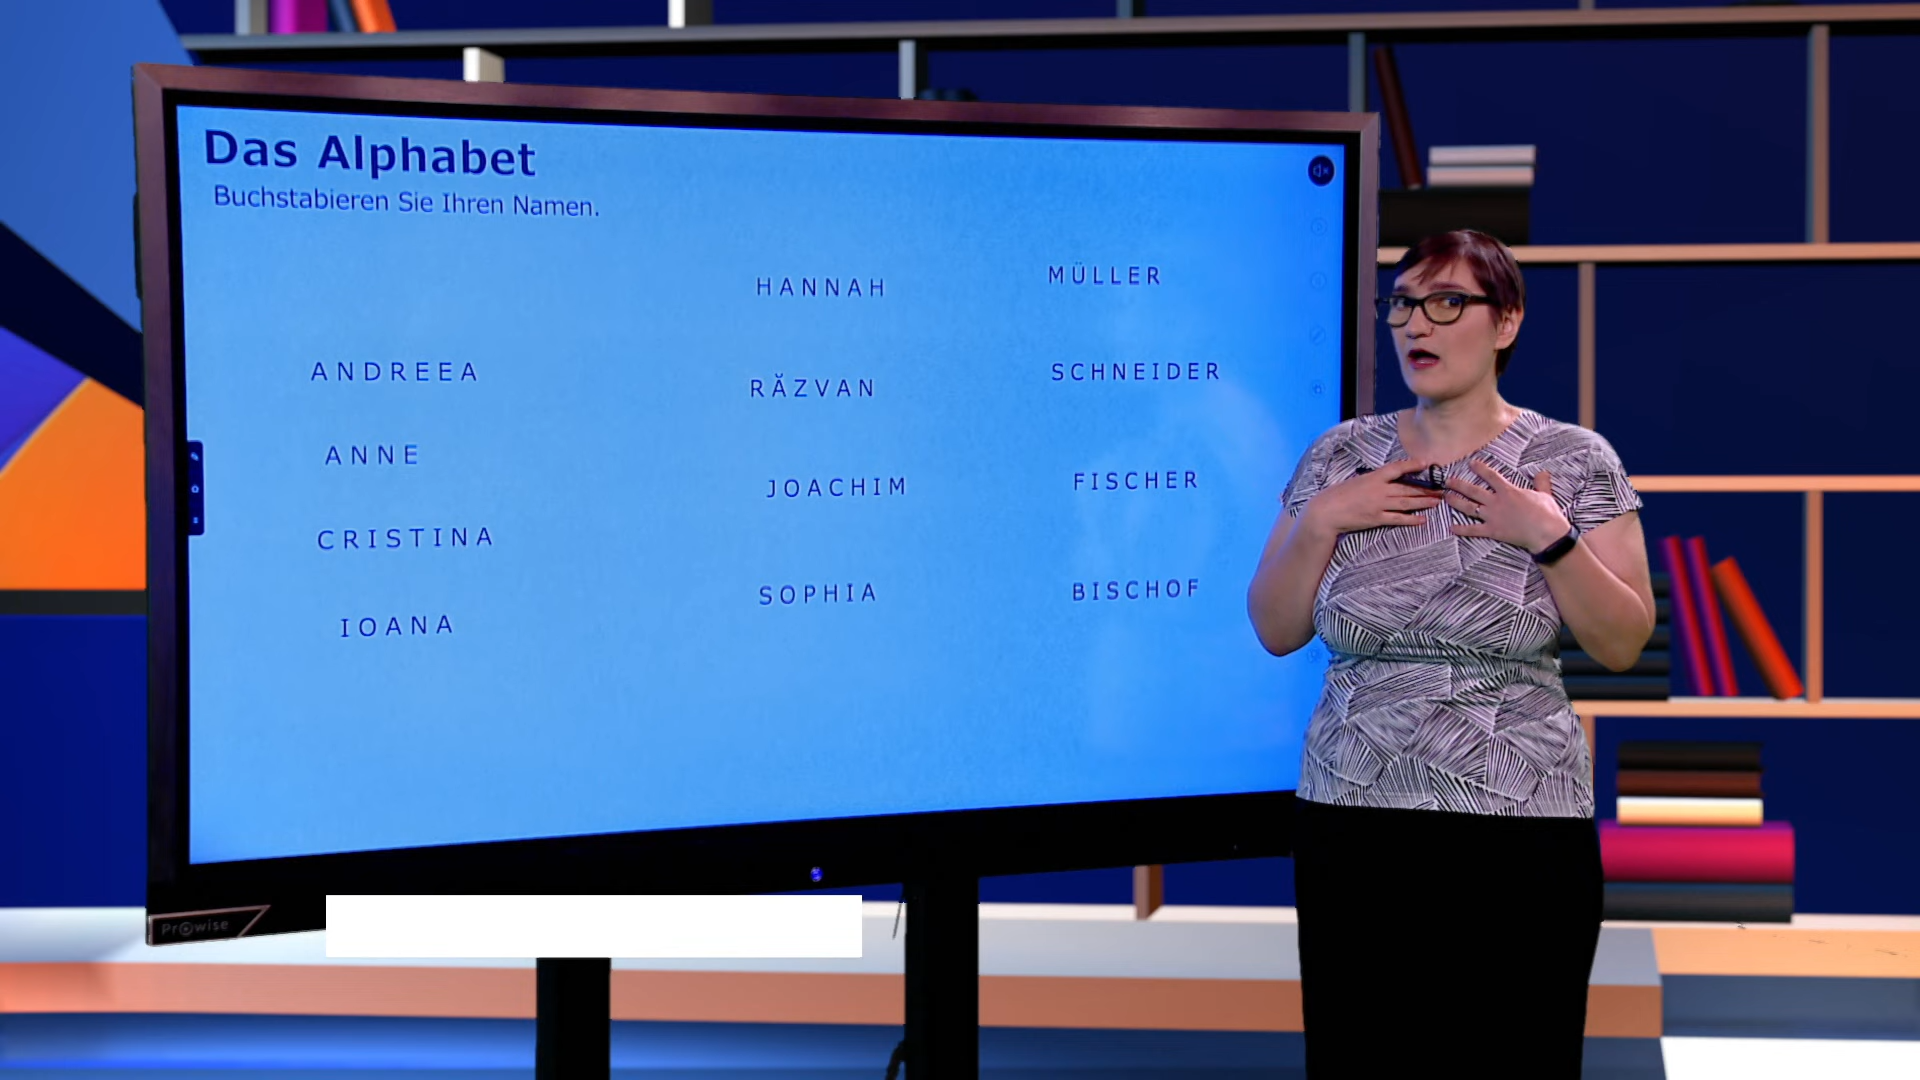 Das Alphabet
Buchstabieren Sie Ihren Namen.
ANDREEA
ANNE
CRISTINA
IOANA
HANNAH
RĂZVAN
JOACHIM
SOPHIA
MÜLLER
SCHNEIDER
FISCHER
BISCHOF
Prowise